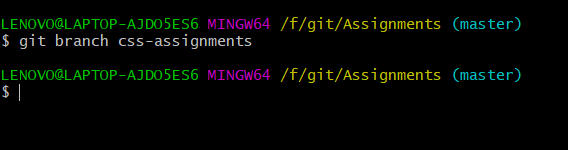 LENOVO@LAPTOP-AJDO5ES6 MINGW64 /f/git/Assignments (master)
$ git branch css-assignments
LENOVO@LAPTOP-AJDO5ES6 MINGW64 /f/git/Assignments (master)
$